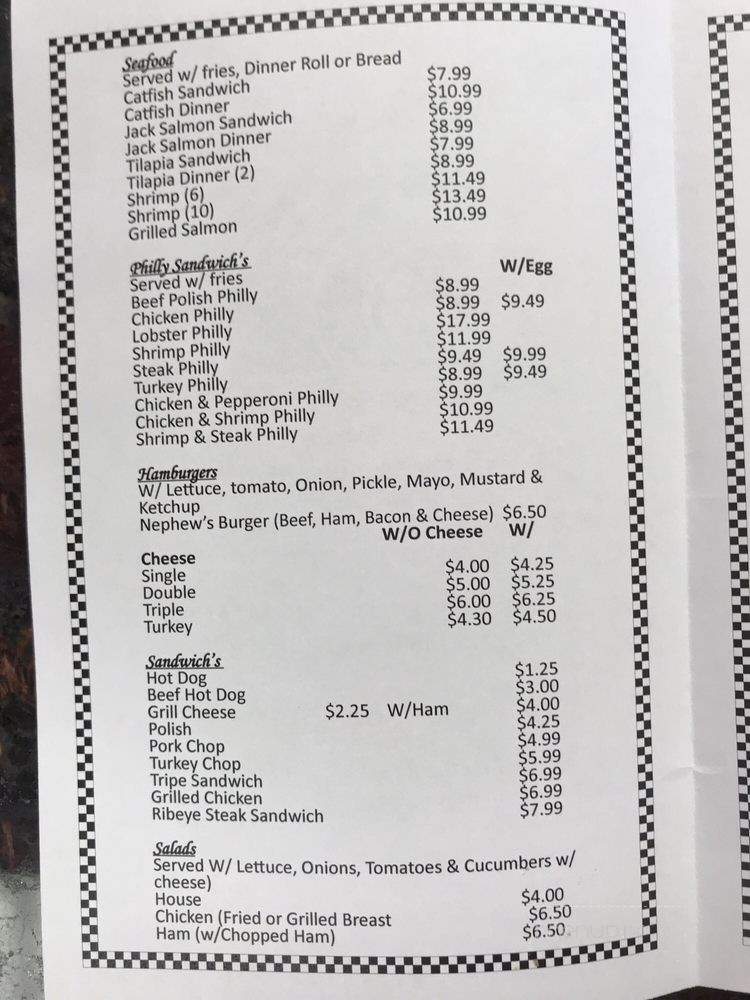 Seafood
Served w/ fries, Dinner Roll or Bread
Catfish Sandwich $7.99
Catfish Dinner $10.99
Jack Salmon Sandwich $6.99
Jack Salmon Dinner $8.99
Tilapia Sandwich $7.99
Tilapia Dinner (2) $8.99
Shrimp (6) $11.49
Shrimp (10) $13.49
Grilled Salmon $10.99
Philly Sandwich's W/Egg
Served w/ fries
Beef Polish Philly $8.99
Chicken Philly $8.99 $9.49
Lobster Philly $17.99
Shrimp Philly $11.99
Steak Philly $9.49 $9.99
Turkey Philly $8.99 $9.49
Chicken & Pepperoni Philly $9.99
Chicken & Shrimp Philly $10.99
Shrimp & Steak Philly $11.49
Hamburgers
W/ Lettuce, tomato, Onion, Pickle, Mayo, Mustard &
Ketchup
Nephew's Burger (Beef, Ham, Bacon & Cheese) $6.50
W/O Cheese W/
Cheese
Single $4.00 $4.25
Double $5.00 $5.25
Triple $6.00 $6.25
Turkey $4.30 $4.50
Sandwich's
Hot Dog $1.25
Beef Hot Dog $3.00
Grill Cheese $2.25 W/Ham $4.00
Polish $4.25
Pork Chop $4.99
Turkey Chop $5.99
Tripe Sandwich $6.99
Grilled Chicken $6.99
Ribeye Steak Sandwich $7.99
Salads
Served W/ Lettuce, Onions, Tomatoes & Cucumbers w/
cheese)
House $4.00
Chicken (Fried or Grilled Breast $6.50
Ham (w/Chopped Ham) $6.50